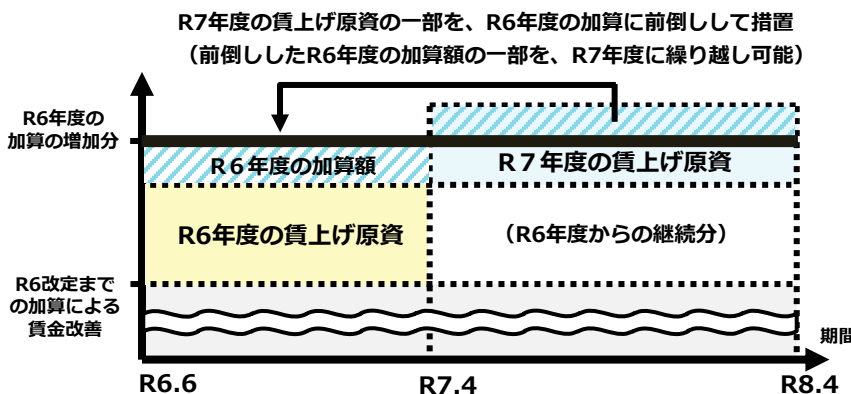 R7年度の賃上げ原資の一部を、R6年度の加算に前倒しして措置
（前倒ししたR6年度の加算額の一部を、R7年度に繰り越し可能）
R6年度の
加算の増加分
R６年度の加算額
R７年度の賃上げ原資
R6年度の賃上げ原資
（R6年度からの継続分）
R6改定まで
の加算による
賃金改善
期間
R6.6
R7.4
R8.4